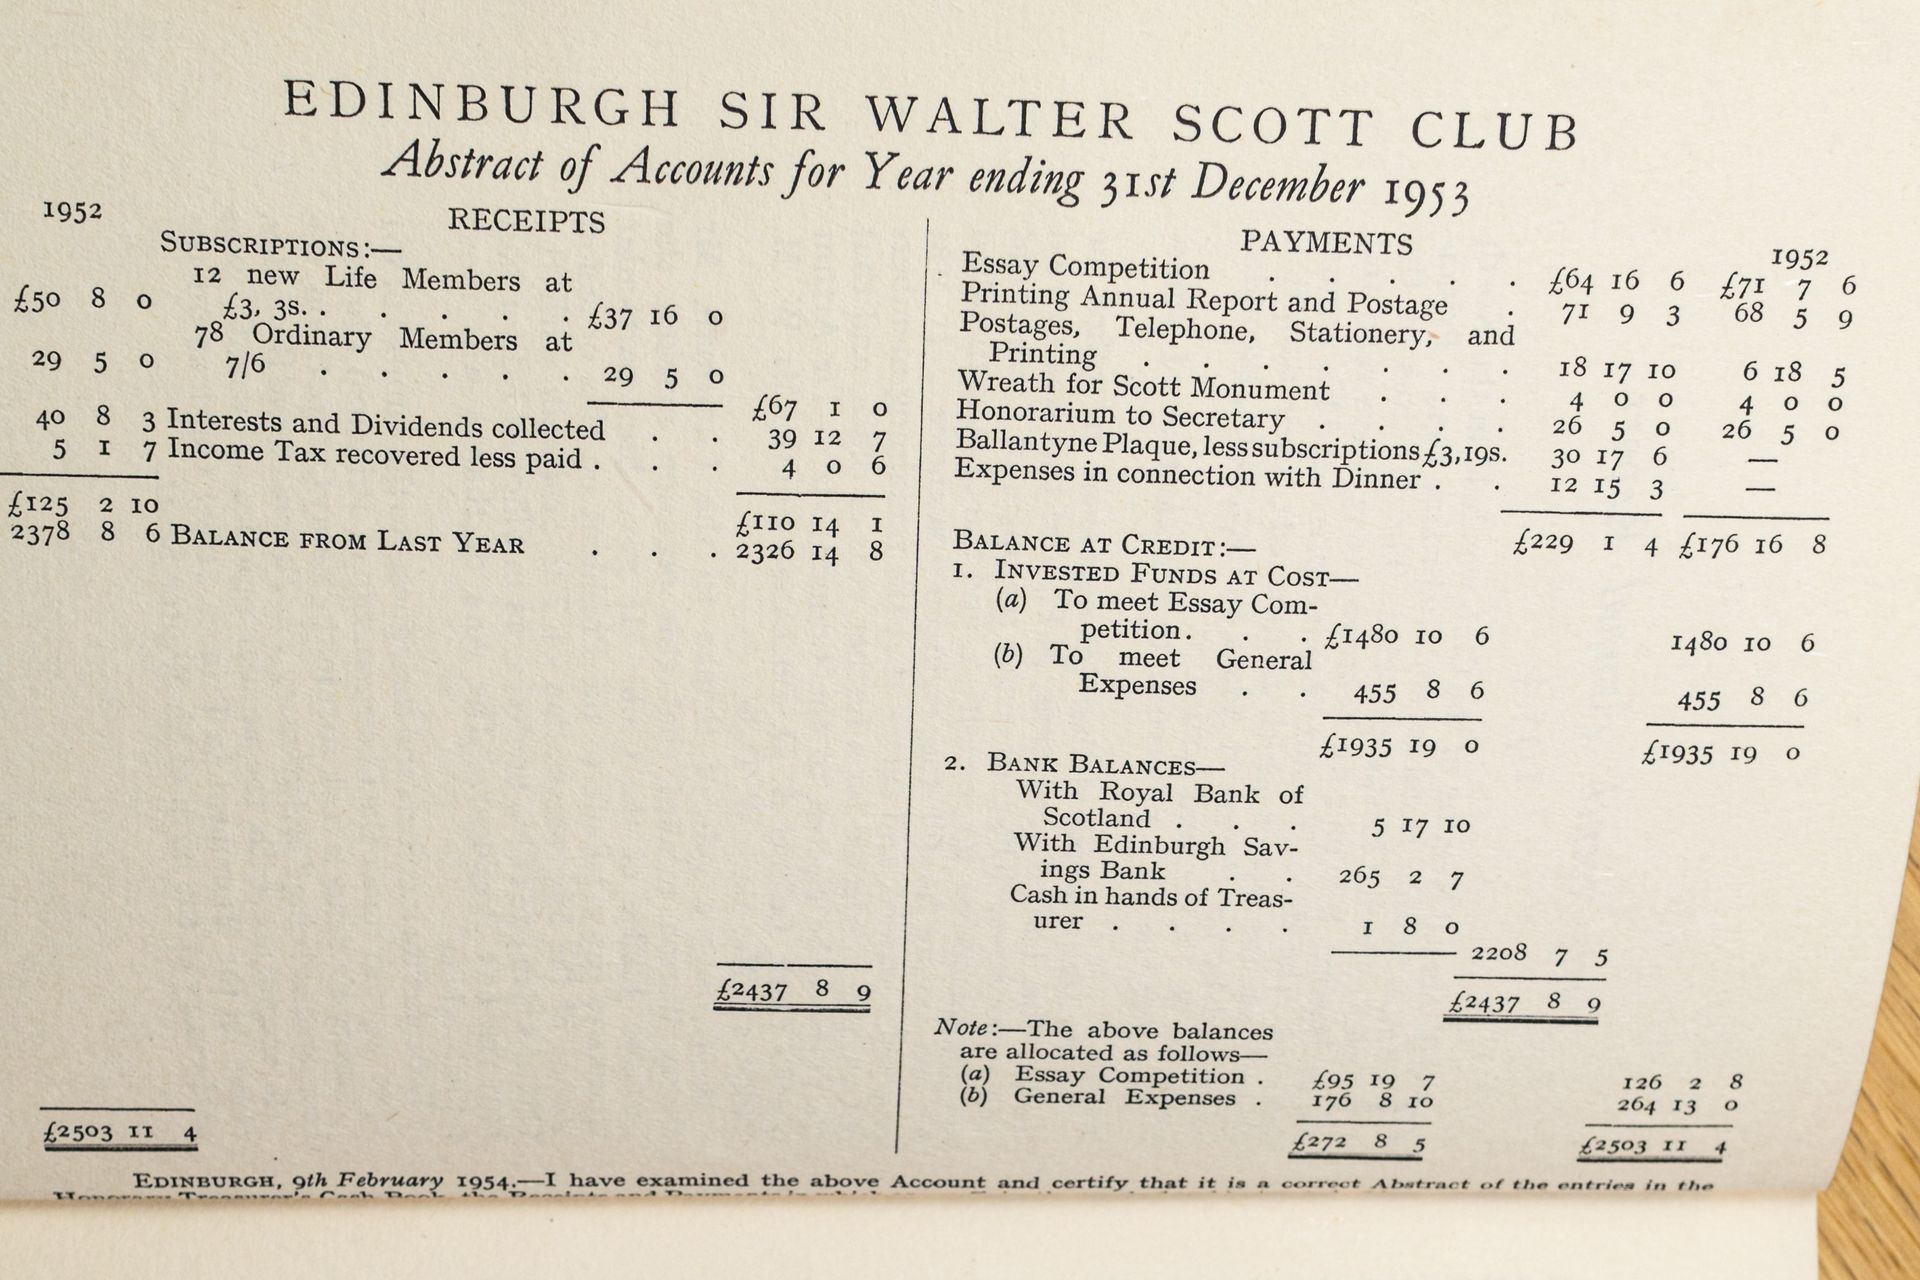 EDINBURGH SIR WALTER SCOTT CLUB
Abstract of Accounts for Year ending 31st December 1953
1952 RECEIPTS
SUBSCRIPTIONS:—
12 new Life Members at
£50 8 0 £3, 3s. . . . . . £37 16 0
78 Ordinary Members at
29 5 0 7/6 . . . . . 29 5 0
£67 1 0
40 8 3 Interests and Dividends collected . . 39 12 7
5 1 7 Income Tax recovered less paid . . . 4 0 6
£125 2 10 £110 14 1
2378 8 6 BALANCE FROM LAST YEAR . . . 2326 14 8
£2437 8 9
£2503 11 4
PAYMENTS 1952
Essay Competition . . . . . £64 16 6 £71 7 6
Printing Annual Report and Postage . 71 9 3 68 5 9
Postages, Telephone, Stationery, and
Printing . . . . . . . 18 17 10 6 18 5
Wreath for Scott Monument . . . 4 0 0 4 0 0
Honorarium to Secretary . . . . 26 5 0 26 5 0
Ballantyne Plaque, less subscriptions £3, 19s. 30 17 6 —
Expenses in connection with Dinner . . 12 15 3 —
£229 1 4 £176 16 8
BALANCE AT CREDIT:—
1. INVESTED FUNDS AT COST—
(a) To meet Essay Com-
petition. . . £1480 10 6 1480 10 6
(b) To meet General
Expenses . . 455 8 6 455 8 6
£1935 19 0 £1935 19 0
2. BANK BALANCES—
With Royal Bank of
Scotland . . . 5 17 10
With Edinburgh Sav-
ings Bank . . 265 2 7
Cash in hands of Treas-
urer . . . . 1 8 0
2208 7 5
£2437 8 9
Note:—The above balances
are allocated as follows—
(a) Essay Competition . £95 19 7 126 2 8
(b) General Expenses . 176 8 10 264 13 0
£272 8 5 £2503 11 4
EDINBURGH, 9th February 1954.—I have examined the above Account and certify that it is a correct Abstract of the entries in the